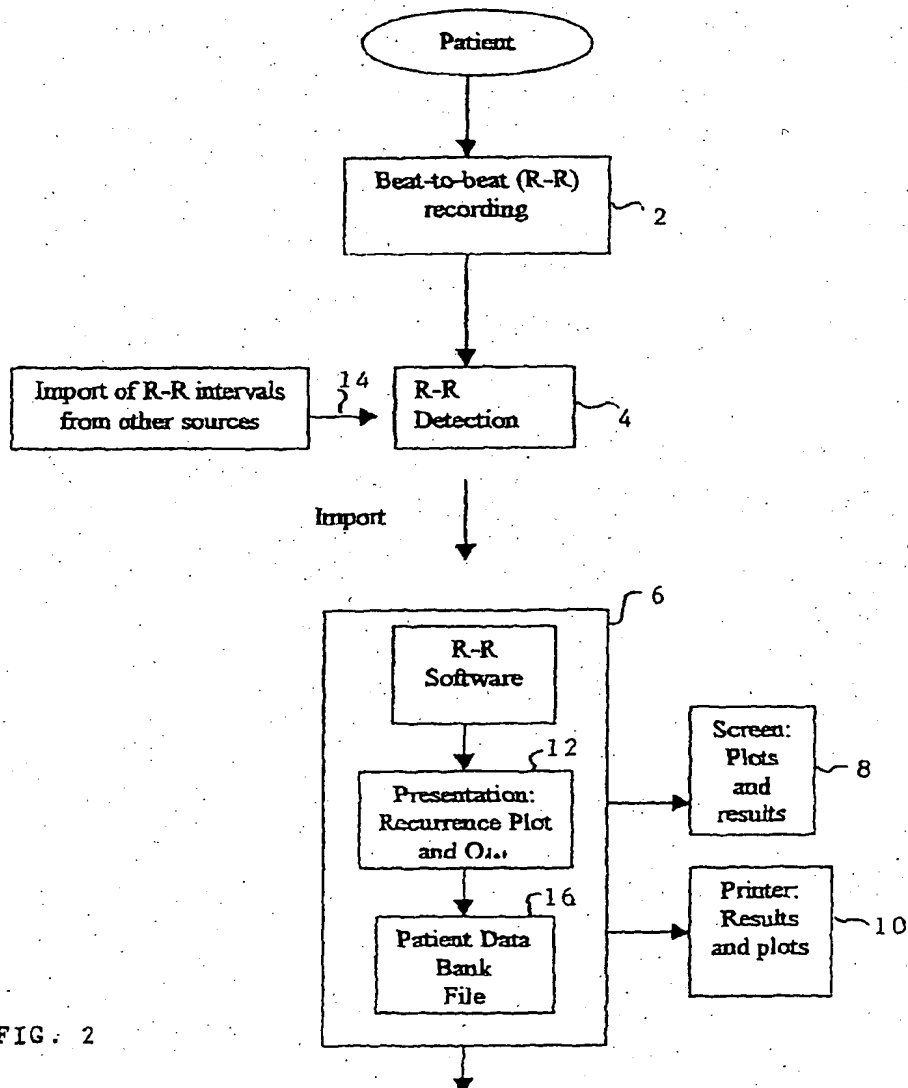 Patient
Beat-to-beat (R-R)
recording
2
Import of R-R intervals
from other sources
14
R-R
Detection
4
Import
6
R-R
Software
12
Presentation:
Recurrence Plot
and
16
Patient Data
Bank
File
Screen:
Plots
and
results
8
Printer:
Results
and plots
10
FIG. 2